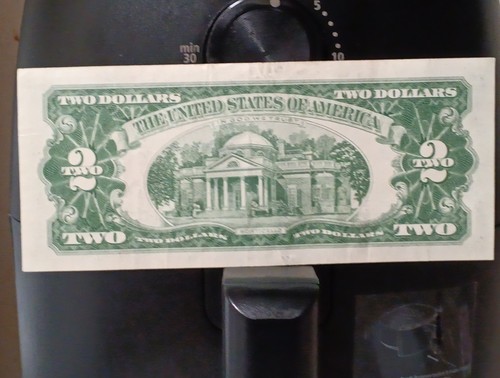 5
min
30
10
TWO DOLLARS
TWO DOLLARS
THE UNITED STATES OF AMERICA
IN GOD WE TRUST
2
TWO
2
TWO
MONTICELLO
TWO
TWO DOLLARS
TWO DOLLARS
TWO